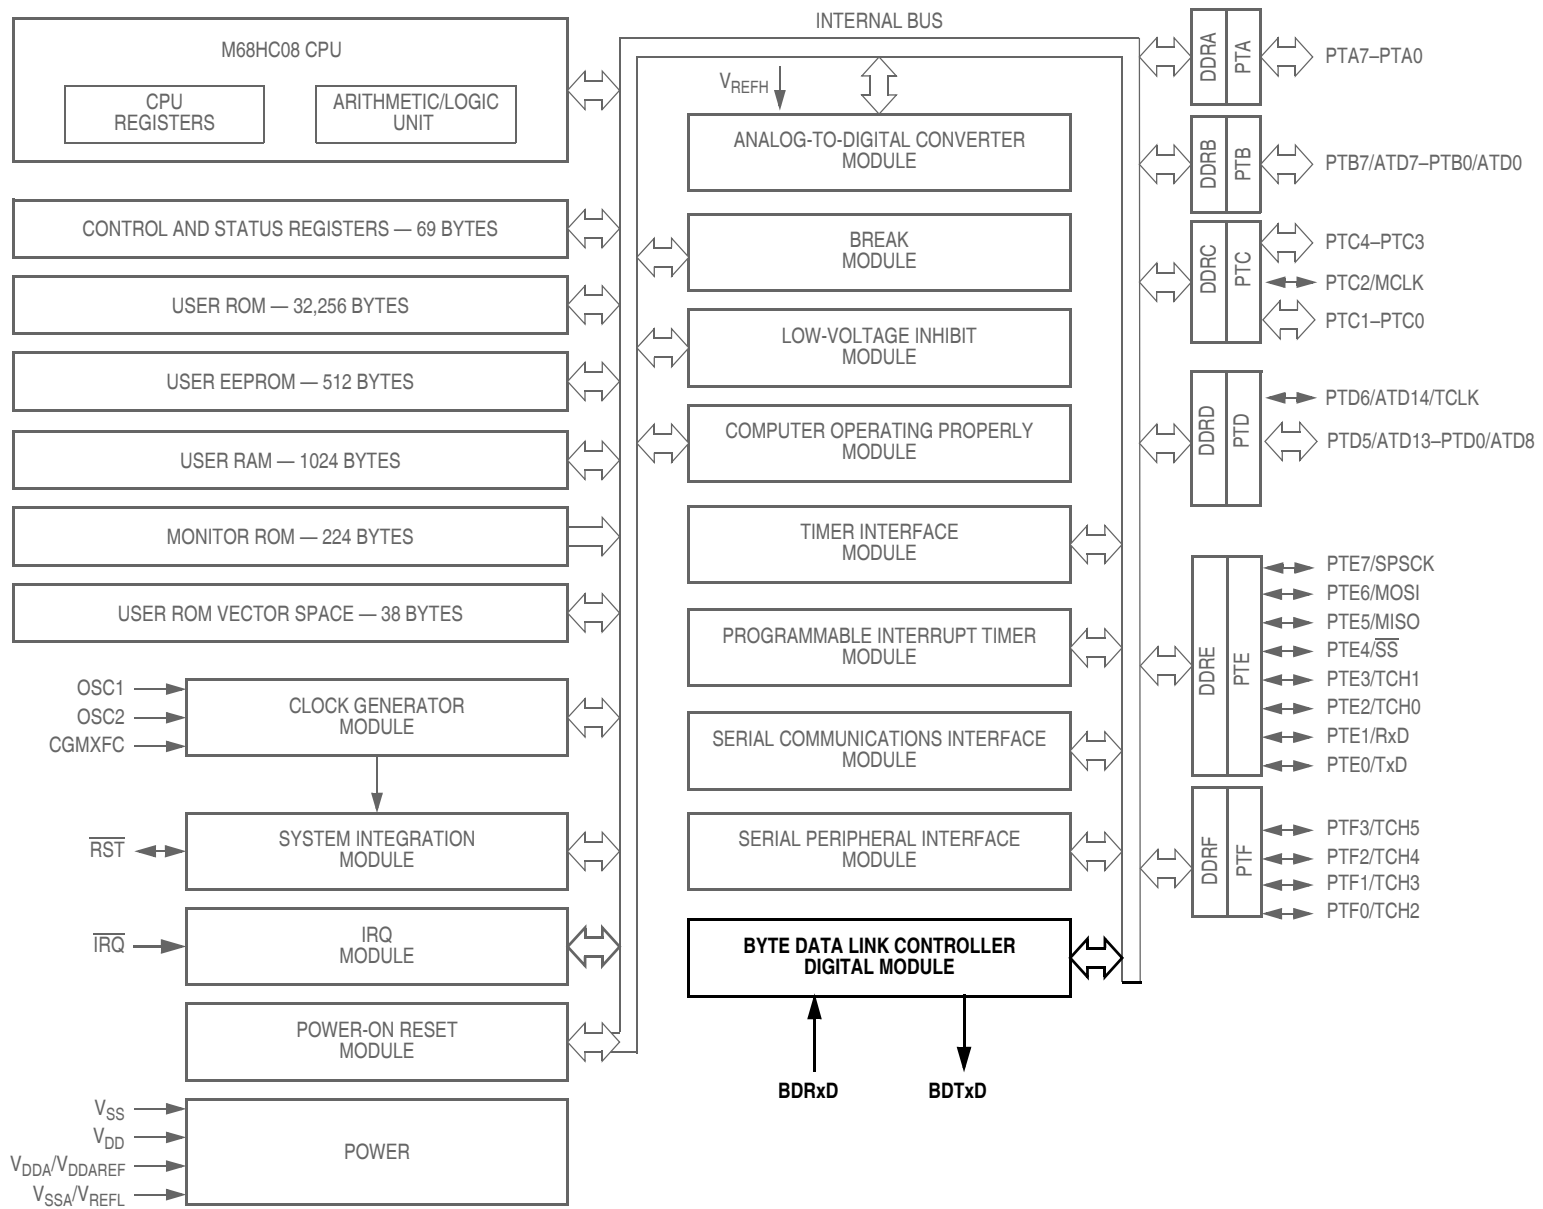 INTERNAL BUS
M68HC08 CPU
CPU
REGISTERS
ARITHMETIC/LOGIC
UNIT
CONTROL AND STATUS REGISTERS — 69 BYTES
USER ROM — 32,256 BYTES
USER EEPROM — 512 BYTES
USER RAM — 1024 BYTES
MONITOR ROM — 224 BYTES
USER ROM VECTOR SPACE — 38 BYTES
OSC1
OSC2
CGMXFC
CLOCK GENERATOR
MODULE
RST
SYSTEM INTEGRATION
MODULE
IRQ
IRQ
MODULE
POWER-ON RESET
MODULE
VSS
VDD
VDDA/VDDAREF
VSSA/VREFL
POWER
VREFH
ANALOG-TO-DIGITAL CONVERTER
MODULE
BREAK
MODULE
LOW-VOLTAGE INHIBIT
MODULE
COMPUTER OPERATING PROPERLY
MODULE
TIMER INTERFACE
MODULE
PROGRAMMABLE INTERRUPT TIMER
MODULE
SERIAL COMMUNICATIONS INTERFACE
MODULE
SERIAL PERIPHERAL INTERFACE
MODULE
BYTE DATA LINK CONTROLLER
DIGITAL MODULE
BDRxD
BDTxD
DDRA
PTA
PTA7–PTA0
DDRB
PTB
PTB7/ATD7–PTB0/ATD0
DDRC
PTC
PTC4–PTC3
PTC2/MCLK
PTC1–PTC0
DDRD
PTD
PTD6/ATD14/TCLK
PTD5/ATD13–PTD0/ATD8
DDRE
PTE
PTE7/SPSCK
PTE6/MOSI
PTE5/MISO
PTE4/SS
PTE3/TCH1
PTE2/TCH0
PTE1/RxD
PTE0/TxD
DDRF
PTF
PTF3/TCH5
PTF2/TCH4
PTF1/TCH3
PTF0/TCH2